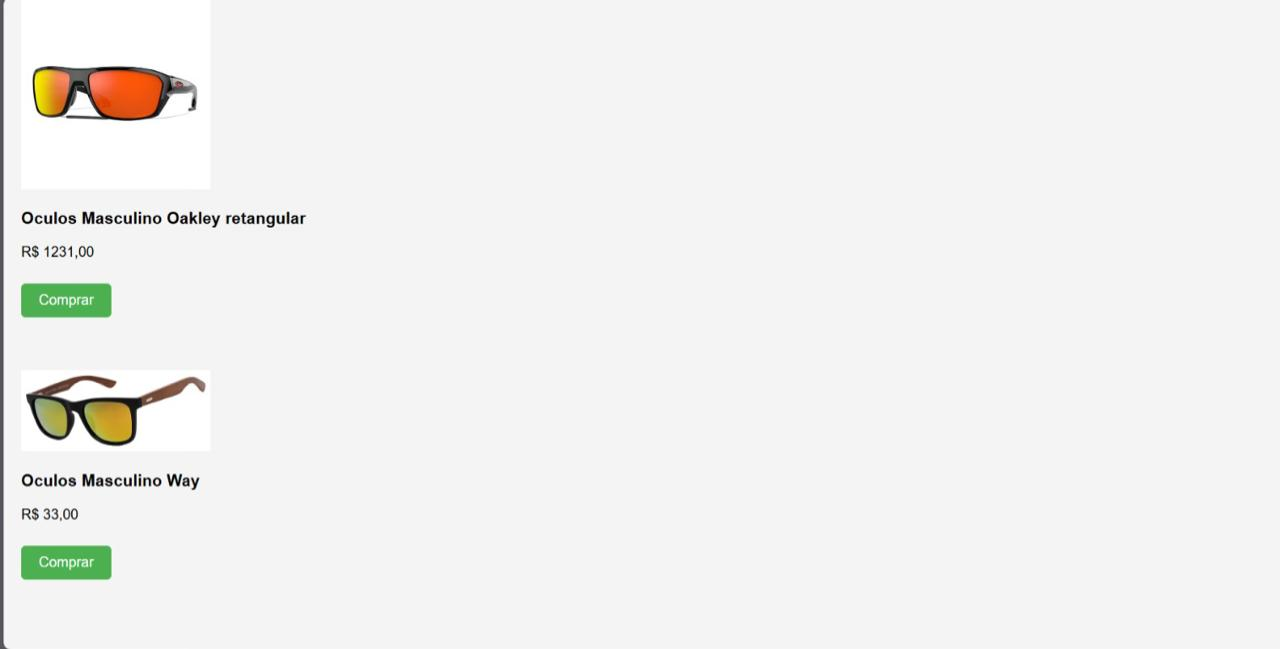 Oculos Masculino Oakley retangular
R$ 1231,00
Comprar
Oculos Masculino Way
R$ 33,00
Comprar